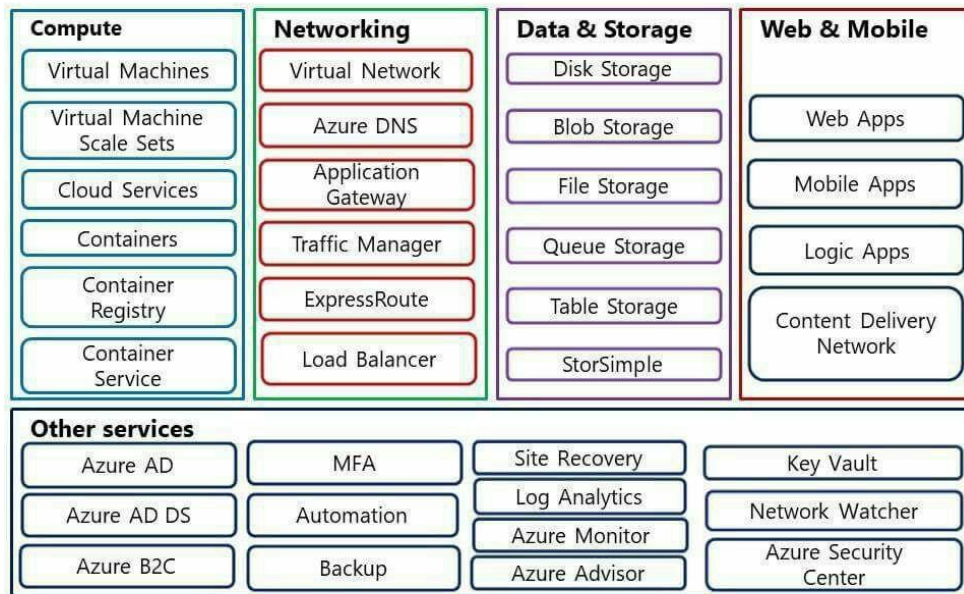 Compute
Virtual Machines
Virtual Machine
Scale Sets
Cloud Services
Containers
Container
Registry
Container
Service
Networking
Virtual Network
Azure DNS
Application
Gateway
Traffic Manager
ExpressRoute
Load Balancer
Data & Storage
Disk Storage
Blob Storage
File Storage
Queue Storage
Table Storage
StorSimple
Web & Mobile
Web Apps
Mobile Apps
Logic Apps
Content Delivery
Network
Other services
Azure AD
Azure AD DS
Azure B2C
MFA
Automation
Backup
Site Recovery
Log Analytics
Azure Monitor
Azure Advisor
Key Vault
Network Watcher
Azure Security
Center